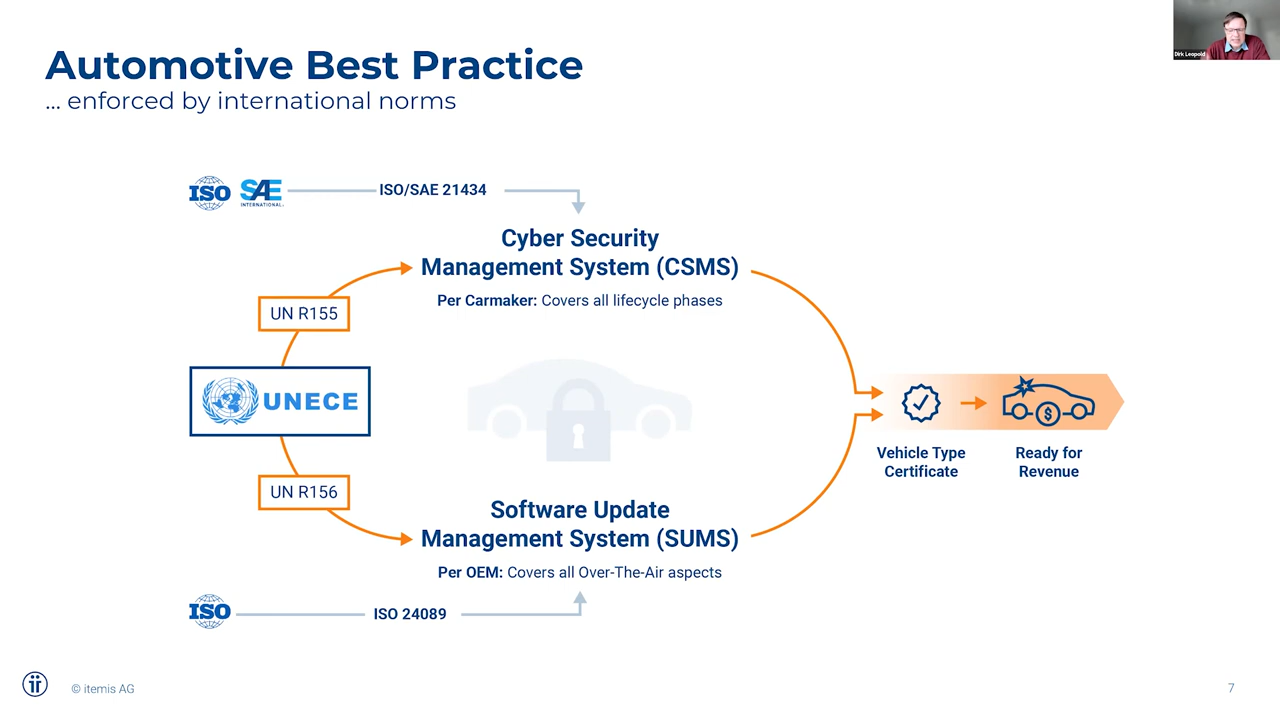 Automotive Best Practice
... enforced by international norms
Dirk Leopold
ISO SAE INTERNATIONAL
ISO/SAE 21434
Cyber Security
Management System (CSMS)
Per Carmaker: Covers all lifecycle phases
UN R155
UNECE
UN R156
Vehicle Type
Certificate
Ready for
Revenue
$
Software Update
Management System (SUMS)
Per OEM: Covers all Over-The-Air aspects
ISO
ISO 24089
© itemis AG
7